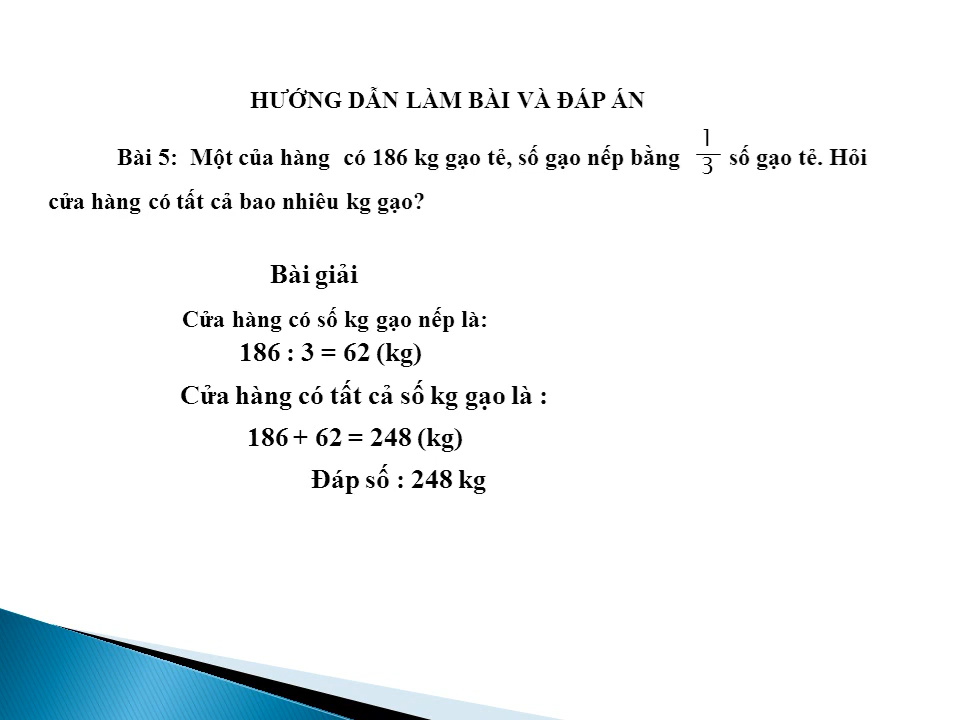 HƯỚNG DẪN LÀM BÀI VÀ ĐÁP ÁN
Bài 5: Một của hàng có 186 kg gạo tẻ, số gạo nếp bằng 1/3 số gạo tẻ. Hỏi
cửa hàng có tất cả bao nhiêu kg gạo?
Bài giải
Cửa hàng có số kg gạo nếp là:
186 : 3 = 62 (kg)
Cửa hàng có tất cả số kg gạo là :
186 + 62 = 248 (kg)
Đáp số : 248 kg